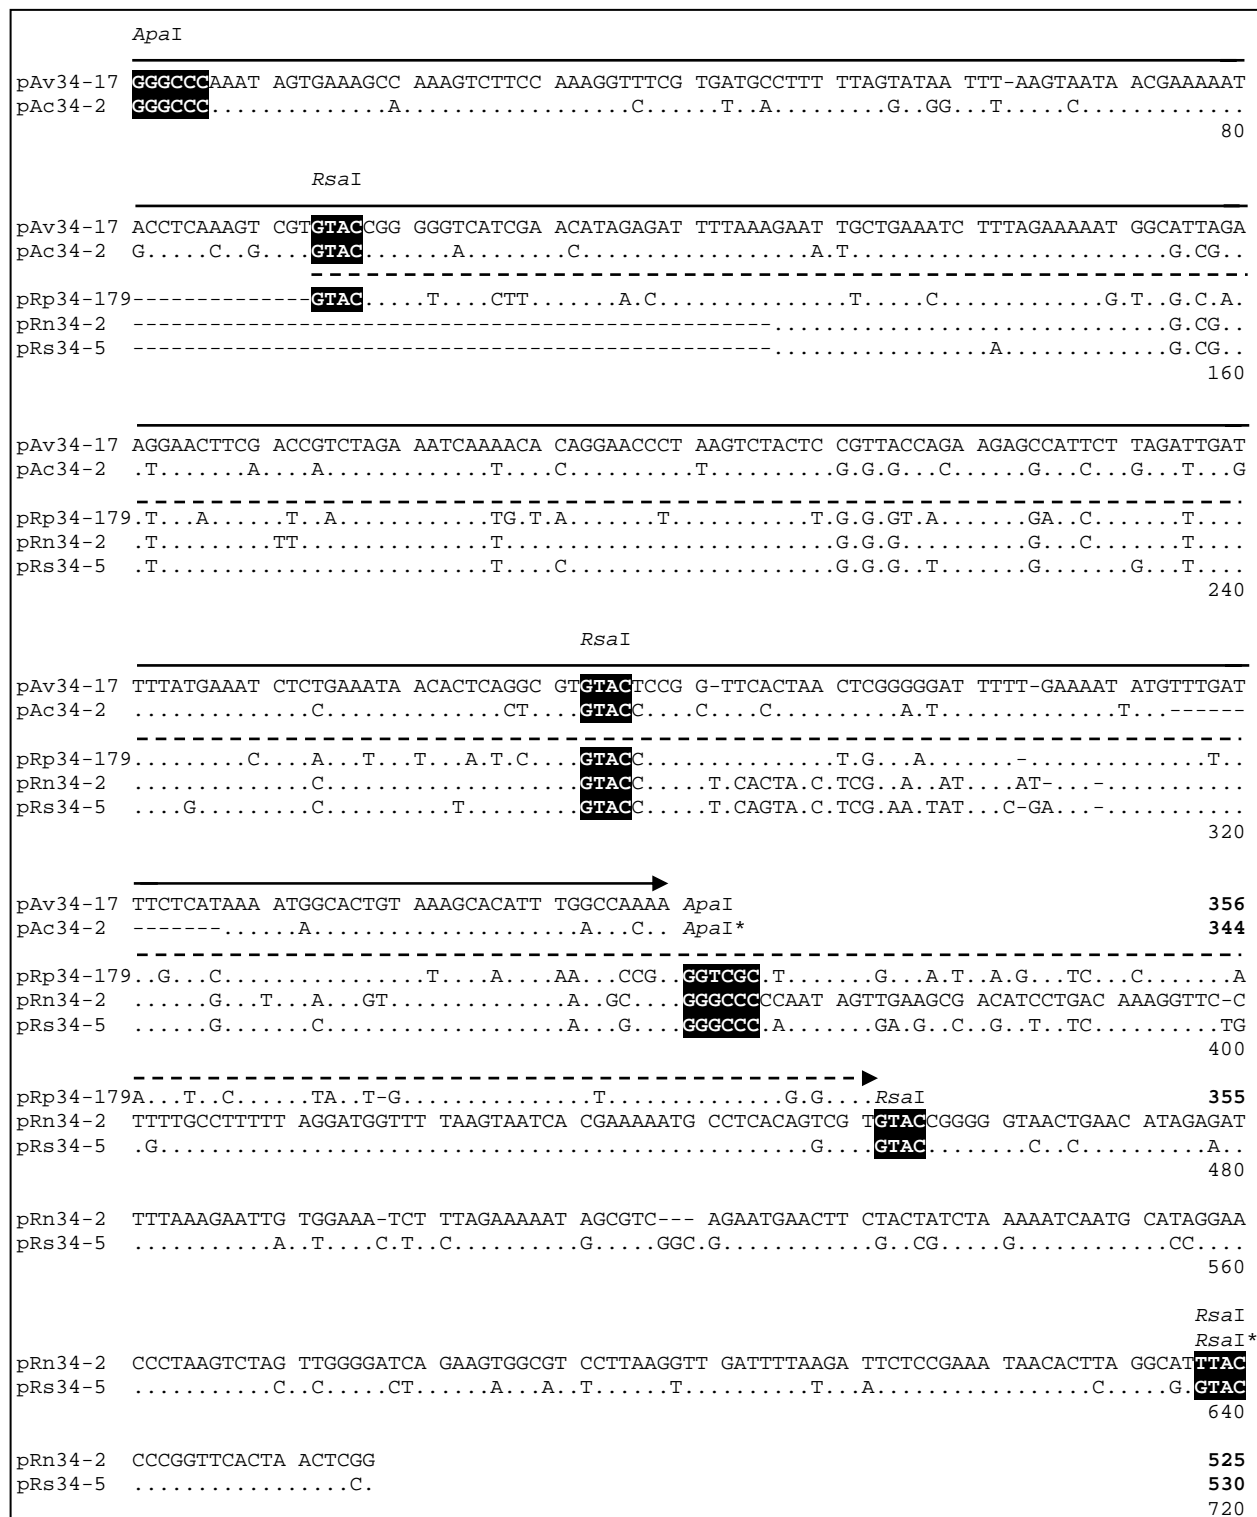 ApaI
pAv34-17 GGGCCCAAAT AGTGAAAGCC AAAGTCTTCC AAAGGTTTCG TGATGCCTTT TTAGTATAA TTT-AAGTAATA ACGAAAAAT
pAc34-2 GGGCCC..............A..................C......T..A.........G..GG...T.....C.............
80
RsaI
pAv34-17 ACCTCAAAGT CGTGTACCGG GGGTCATCGA ACATAGAGAT TTTAAAGAAT TGCTGAAATC TTTAGAAAAAT GGCATTAGA
pAc34-2 G.....C..G....GTAC.......A........C..................A.T.........................G.CG..
pRp34-179--------------GTAC.....T....CTT.......A.C................T.....C.............G.T..G.C.A.
pRn34-2 --------------------------------------------------...............................G.CG..
pRs34-5 --------------------------------------------------.................A.............G.CG..
160
pAv34-17 AGGAACTTCG ACCGTCTAGA AATCAAAACA CAGGAACCCT AAGTCTACTC CGTTACCAGA AGAGCCATTCT TAGATTGAT
pAc34-2 .T.......A....A.............T....C..........T..........G.G.G...C......G...C...G...T...G
pRp34-179.T...A......T..A............TG.T.A.......T...........T.G.G.GT.A.......GA..C........T....
pRn34-2 .T.........TT................T..........................G.G.G..........G...C.......T....
pRs34-5 .T..........................T....C.....................G.G.G..T.......G.......G...T....
240
RsaI
pAv34-17 TTTATGAAAT CTCTGAAATA ACACTCAGGC GTGTACTCCG G-TTCACTAA CTCGGGGGAT TTTT-GAAAAT ATGTTTGAT
pAc34-2 ..............C..............CT....GTACC....C....C..........A.T...............T...------
pRp34-179.........C....A...T...T...A.T.C....GTACC...............T.G...A.......-..............T..
pRn34-2 ..............C....................GTACC.....T.CACTA.C.TCG..A..AT....AT-...-...........
pRs34-5 ....G.........C..........T.........GTACC.....T.CAGTA.C.TCG.AA.TAT...C-GA...-...........
320
pAv34-17 TTCTCATAAA ATGGCACTGT AAAGCACATT TGGCCAAAA ApaI 356
pAc34-2 -------......A.....................A...C.. ApaI* 344
pRp34-179..G...C................T....A....AA...CCG..GGTCGC.T.......G...A.T..A.G...TC...C.......A
pRn34-2 ......G...T...A...GT..............A..GC....GGGCCCCCAAT AGTTGAAGCG ACATCCTGAC AAAGGTTC-C
pRs34-5 ......G.......C...................A...G....GGGCCC.A.......GA.G..C..G..T..TC..........TG
400
pRp34-179A...T..C......TA..T-G................T..............G.G....RsaI 355
pRn34-2 TTTTGCCTTTTT AGGATGGTTT TAAGTAATCA CGAAAAATG CCTCACAGTCGT GTACCGGGG GTAACTGAAC ATAGAGAT
pRs34-5 .G...................................................G....GTAC........C..C..........A..
480
pRn34-2 TTTAAAGAATTG TGGAAA-TCT TTAGAAAAAT AGCGTC--- AGAATGAACTT CTACTATCTA AAAATCAATG CATAGGAA
pRs34-5 ...........A..T....C.T..C..........G.....GGC.G............G..CG......G............CC....
560
RsaI
RsaI*
pRn34-2 CCCTAAGTCTAG TTGGGGATCA GAAGTGGCGT CCTTAAGGTT GATTTTAAGA TTCTCCGAAA TAACACTTAG GCATTTAC
pRs34-5 ...........C..C.....CT.....A...A..T......T..........T...A.................C.....G.GTAC
640
pRn34-2 CCCGGTTCACTA ACTCGG 525
pRs34-5 .................C. 530
720